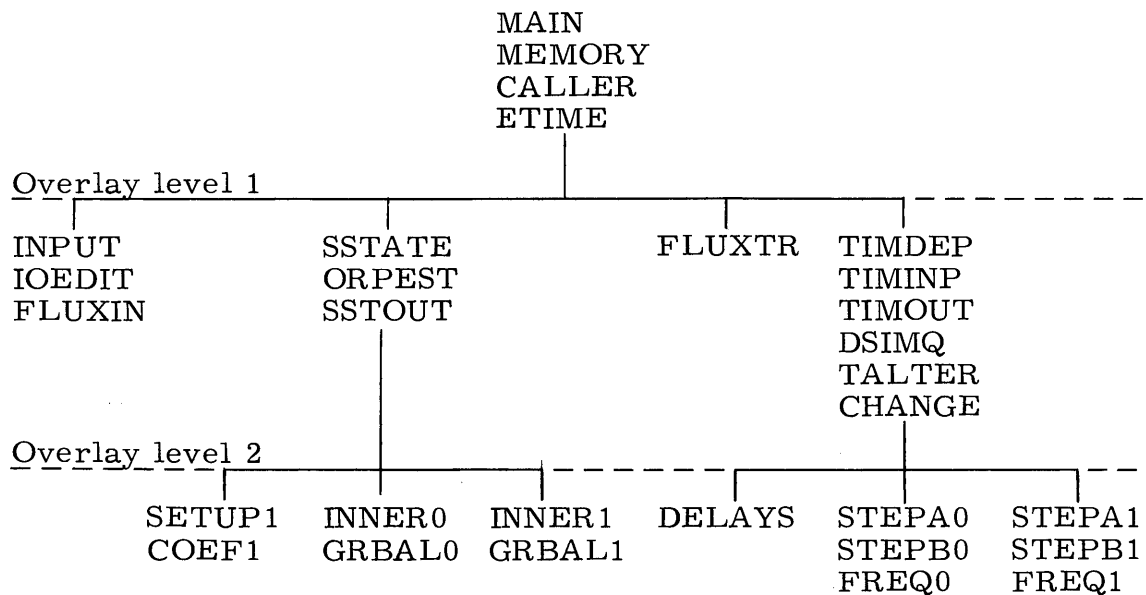 MAIN
MEMORY
CALLER
ETIME
Overlay level 1
INPUT SSTATE FLUXTR TIMDEP
IOEDIT ORPEST TIMINP
FLUXIN SSTOUT TIMOUT
DSIMQ
TALTER
CHANGE
Overlay level 2
SETUP1 INNER0 INNER1 DELAYS STEPA0 STEPA1
COEF1 GRBAL0 GRBAL1 STEPB0 STEPB1
FREQ0 FREQ1